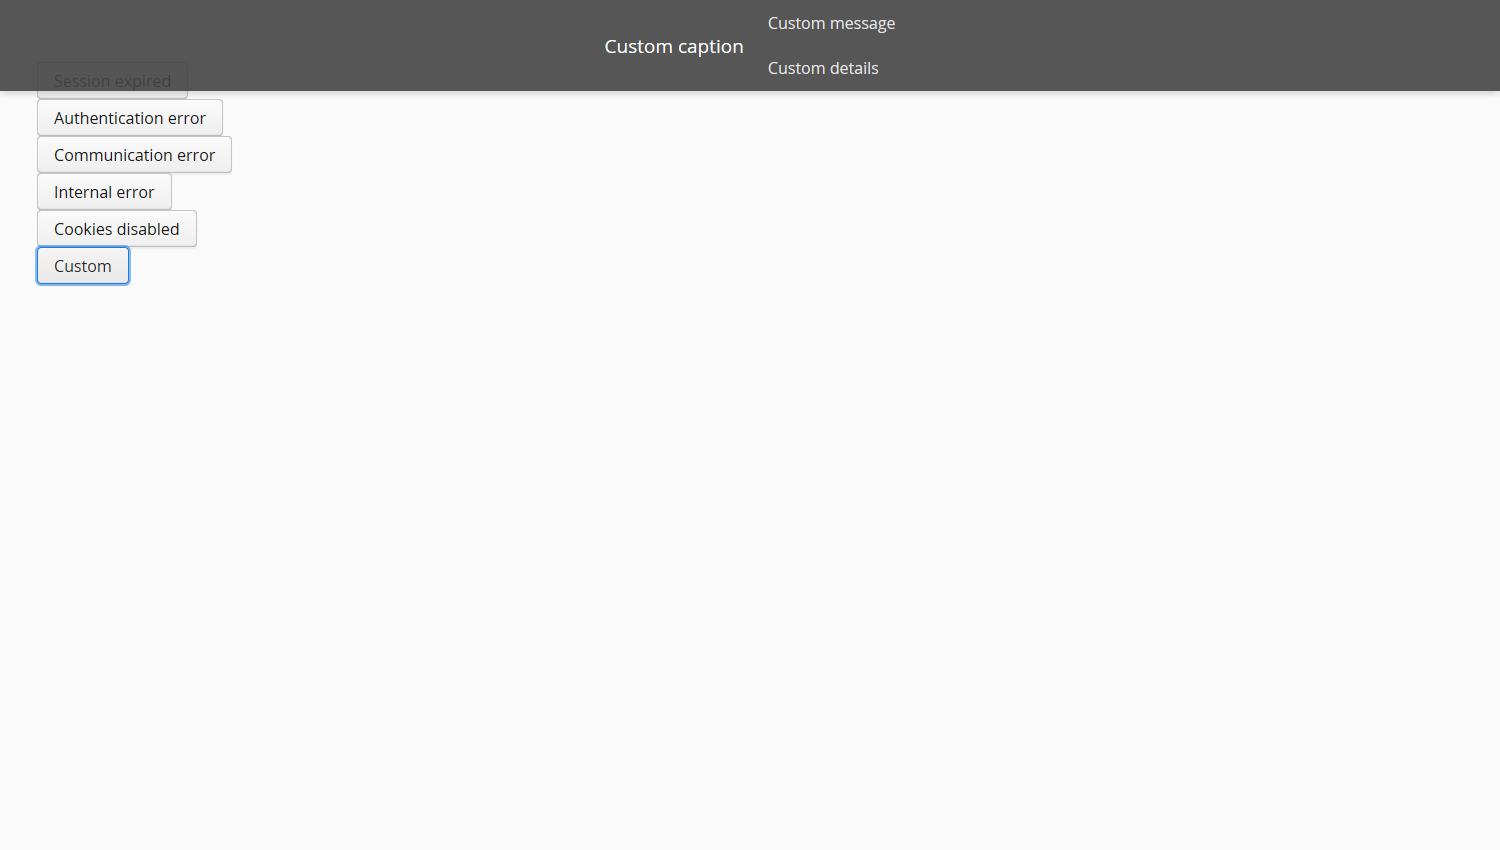 Custom message
Custom caption
Custom details
Session expired
Authentication error
Communication error
Internal error
Cookies disabled
Custom